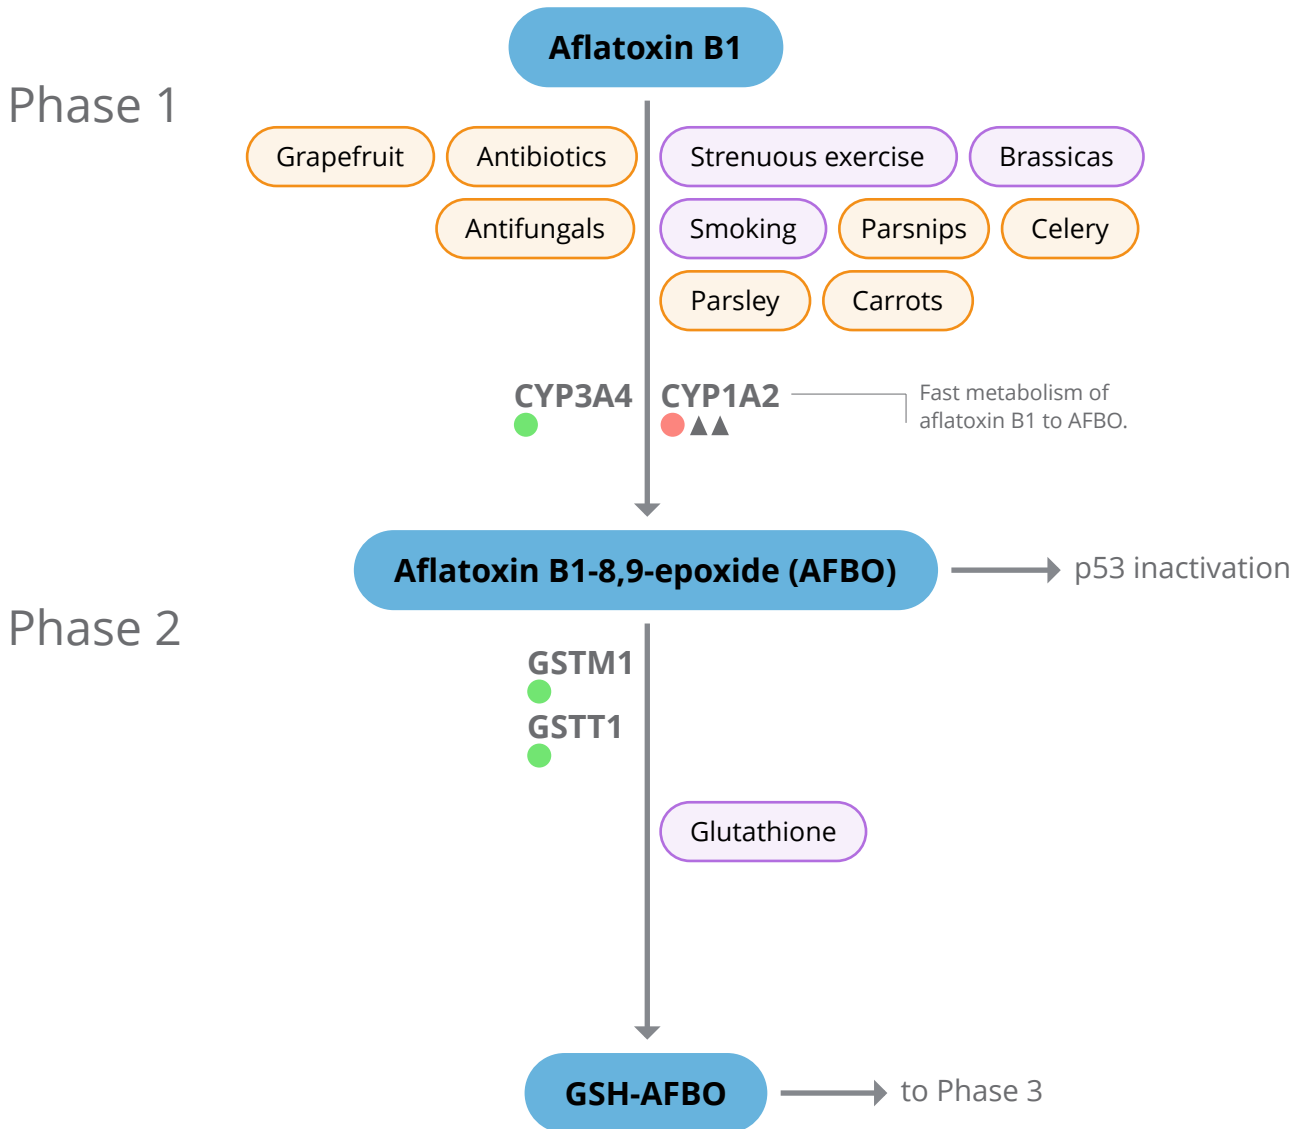 Aflatoxin B1
Phase 1
Grapefruit
Antibiotics
Strenuous exercise
Brassicas
Antifungals
Smoking
Parsnips
Celery
Parsley
Carrots
CYP3A4
CYP1A2
Fast metabolism of
aflatoxin B1 to AFBO.
Aflatoxin B1-8,9-epoxide (AFBO)
p53 inactivation
Phase 2
GSTM1
GSTT1
Glutathione
GSH-AFBO
to Phase 3